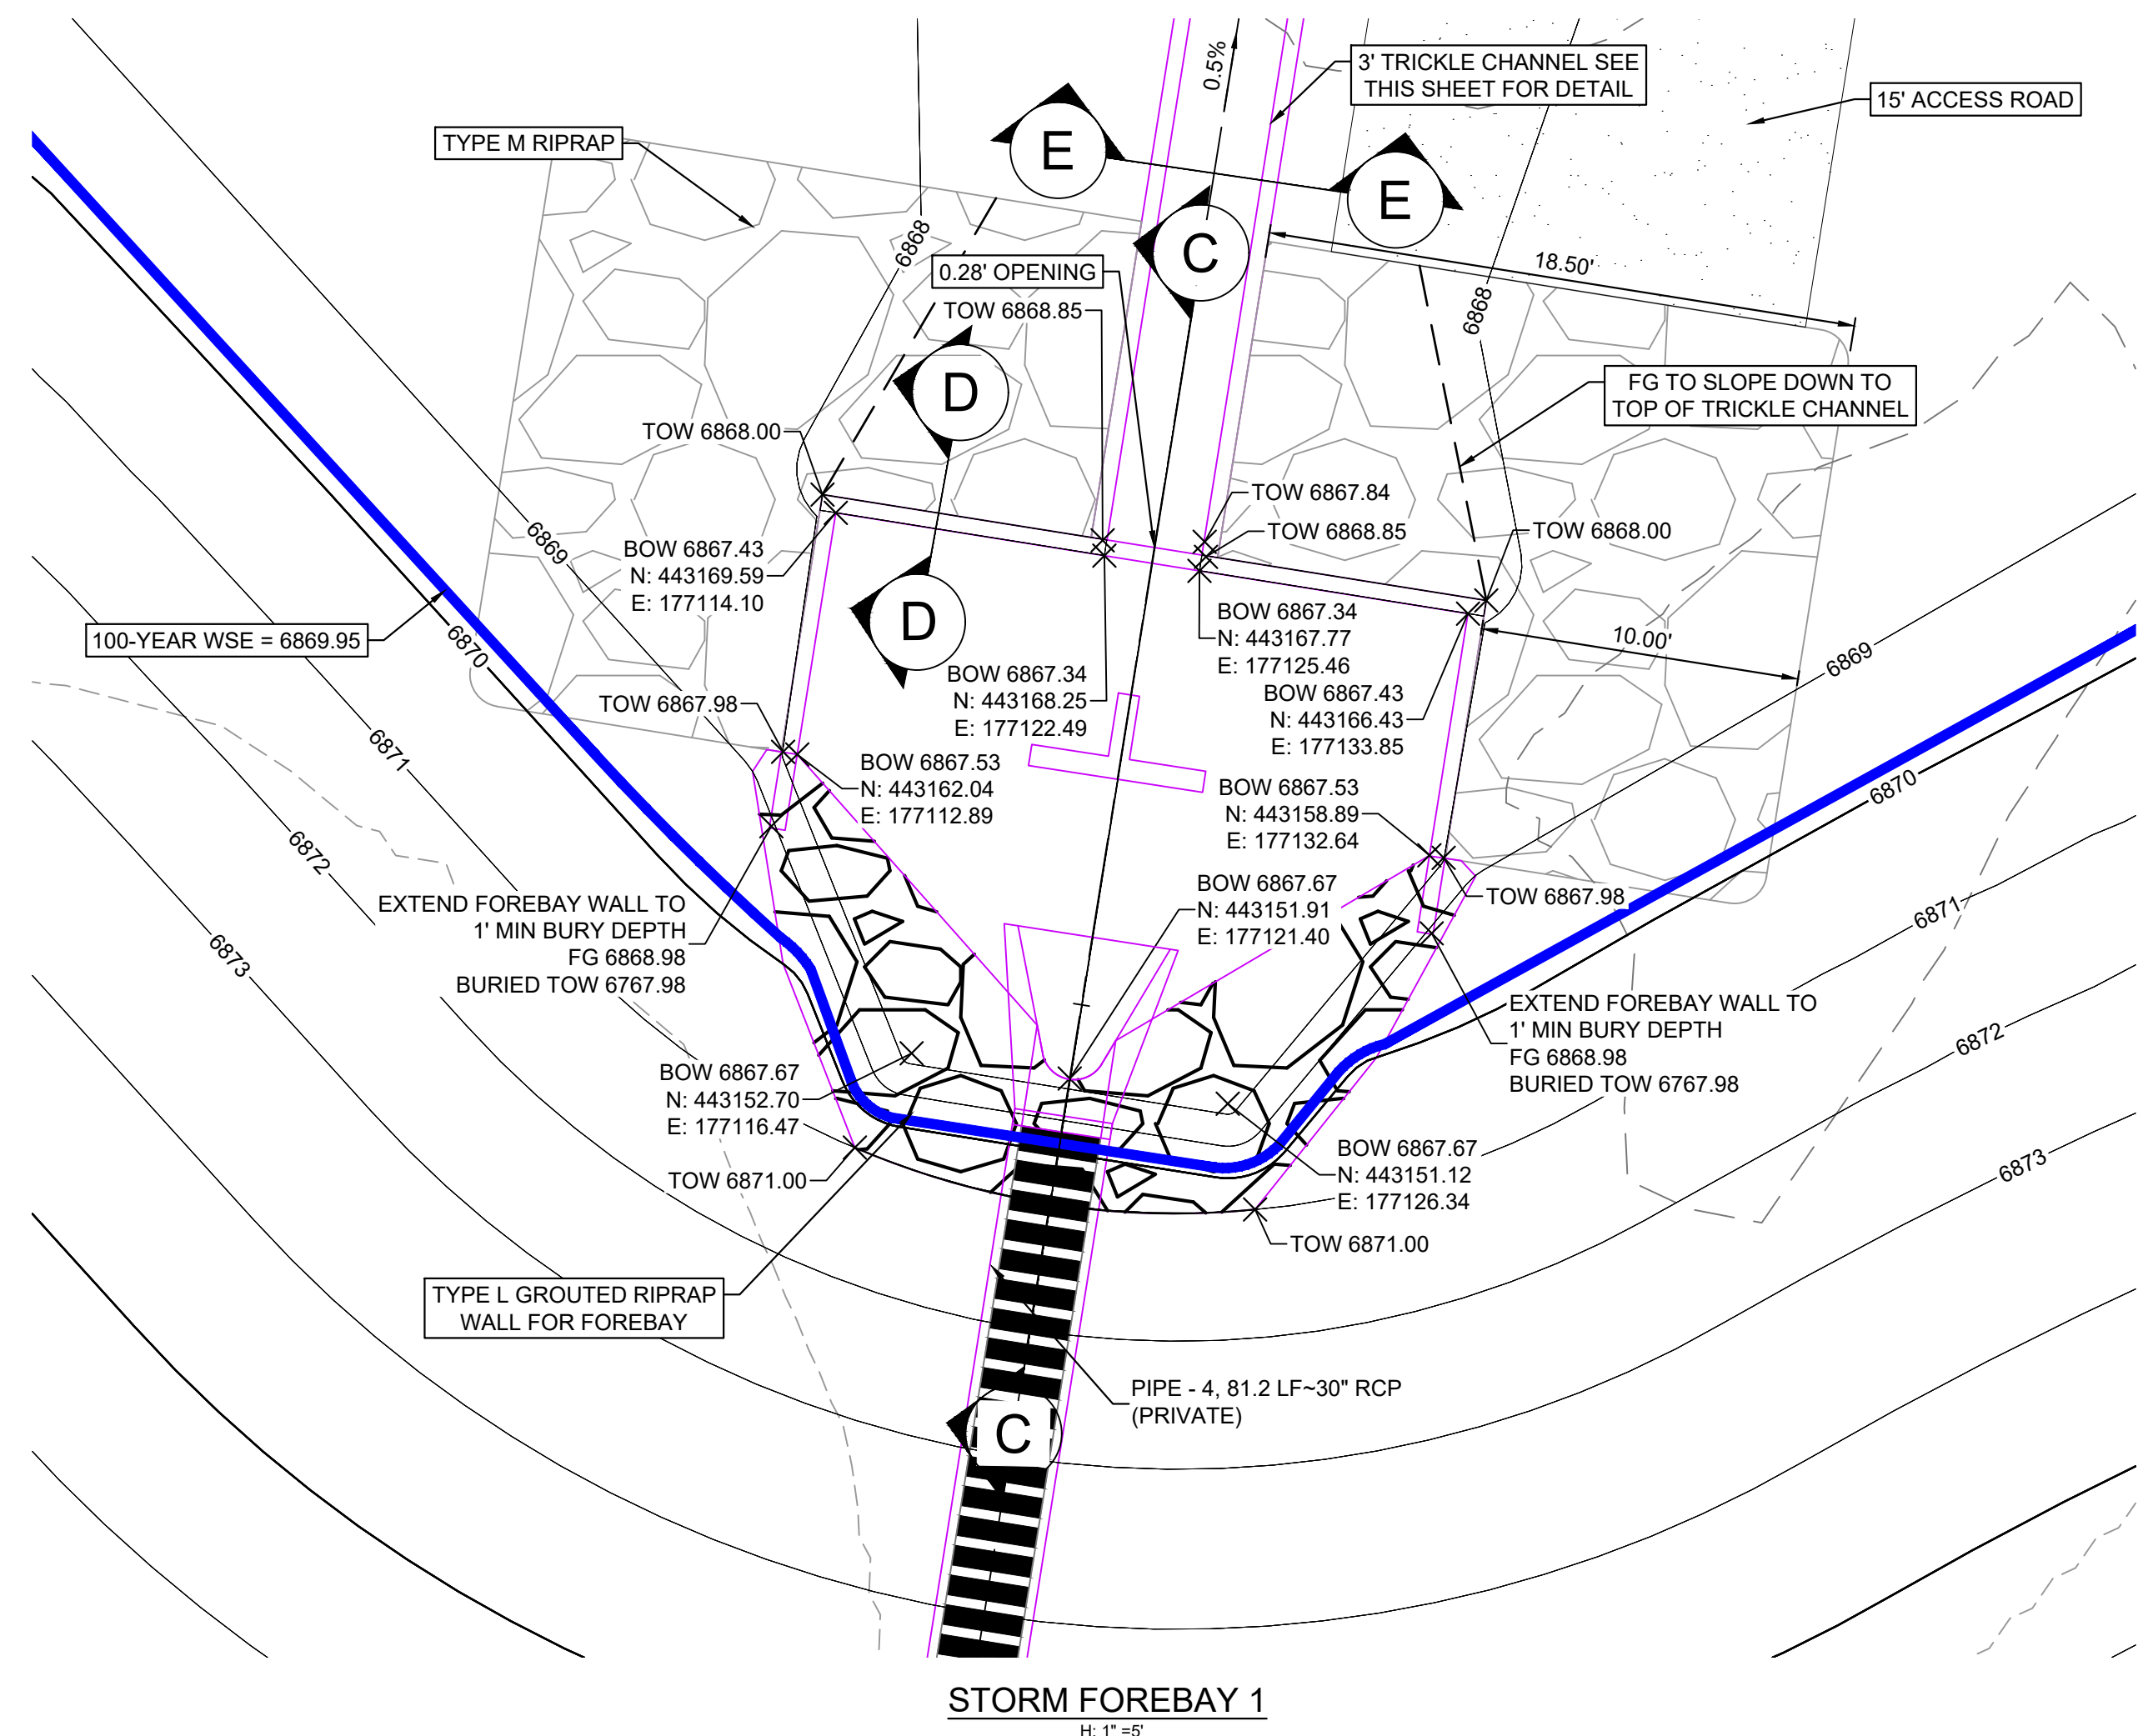 0.5%
3' TRICKLE CHANNEL SEE
THIS SHEET FOR DETAIL
15' ACCESS ROAD
TYPE M RIPRAP
E
E
C
6868
0.28' OPENING
TOW 6868.85
18.50'
6868
D
FG TO SLOPE DOWN TO
TOP OF TRICKLE CHANNEL
TOW 6868.00
TOW 6867.84
TOW 6868.85
TOW 6868.00
6869
BOW 6867.43
N: 443169.59
E: 177114.10
D
100-YEAR WSE = 6869.95
6870
BOW 6867.34
N: 443167.77
E: 177125.46
10.00'
6869
BOW 6867.34
N: 443168.25
E: 177122.49
BOW 6867.43
N: 443166.43
E: 177133.85
TOW 6867.98
6871
BOW 6867.53
N: 443162.04
E: 177112.89
BOW 6867.53
N: 443158.89
E: 177132.64
6870
6872
BOW 6867.67
N: 443151.91
E: 177121.40
TOW 6867.98
6871
EXTEND FOREBAY WALL TO
1' MIN BURY DEPTH
FG 6868.98
BURIED TOW 6767.98
6873
EXTEND FOREBAY WALL TO
1' MIN BURY DEPTH
FG 6868.98
BURIED TOW 6767.98
6872
BOW 6867.67
N: 443152.70
E: 177116.47
TOW 6871.00
BOW 6867.67
N: 443151.12
E: 177126.34
6873
TOW 6871.00
TYPE L GROUTED RIPRAP
WALL FOR FOREBAY
PIPE - 4, 81.2 LF~30" RCP
(PRIVATE)
C
STORM FOREBAY 1
H: 1" =5'